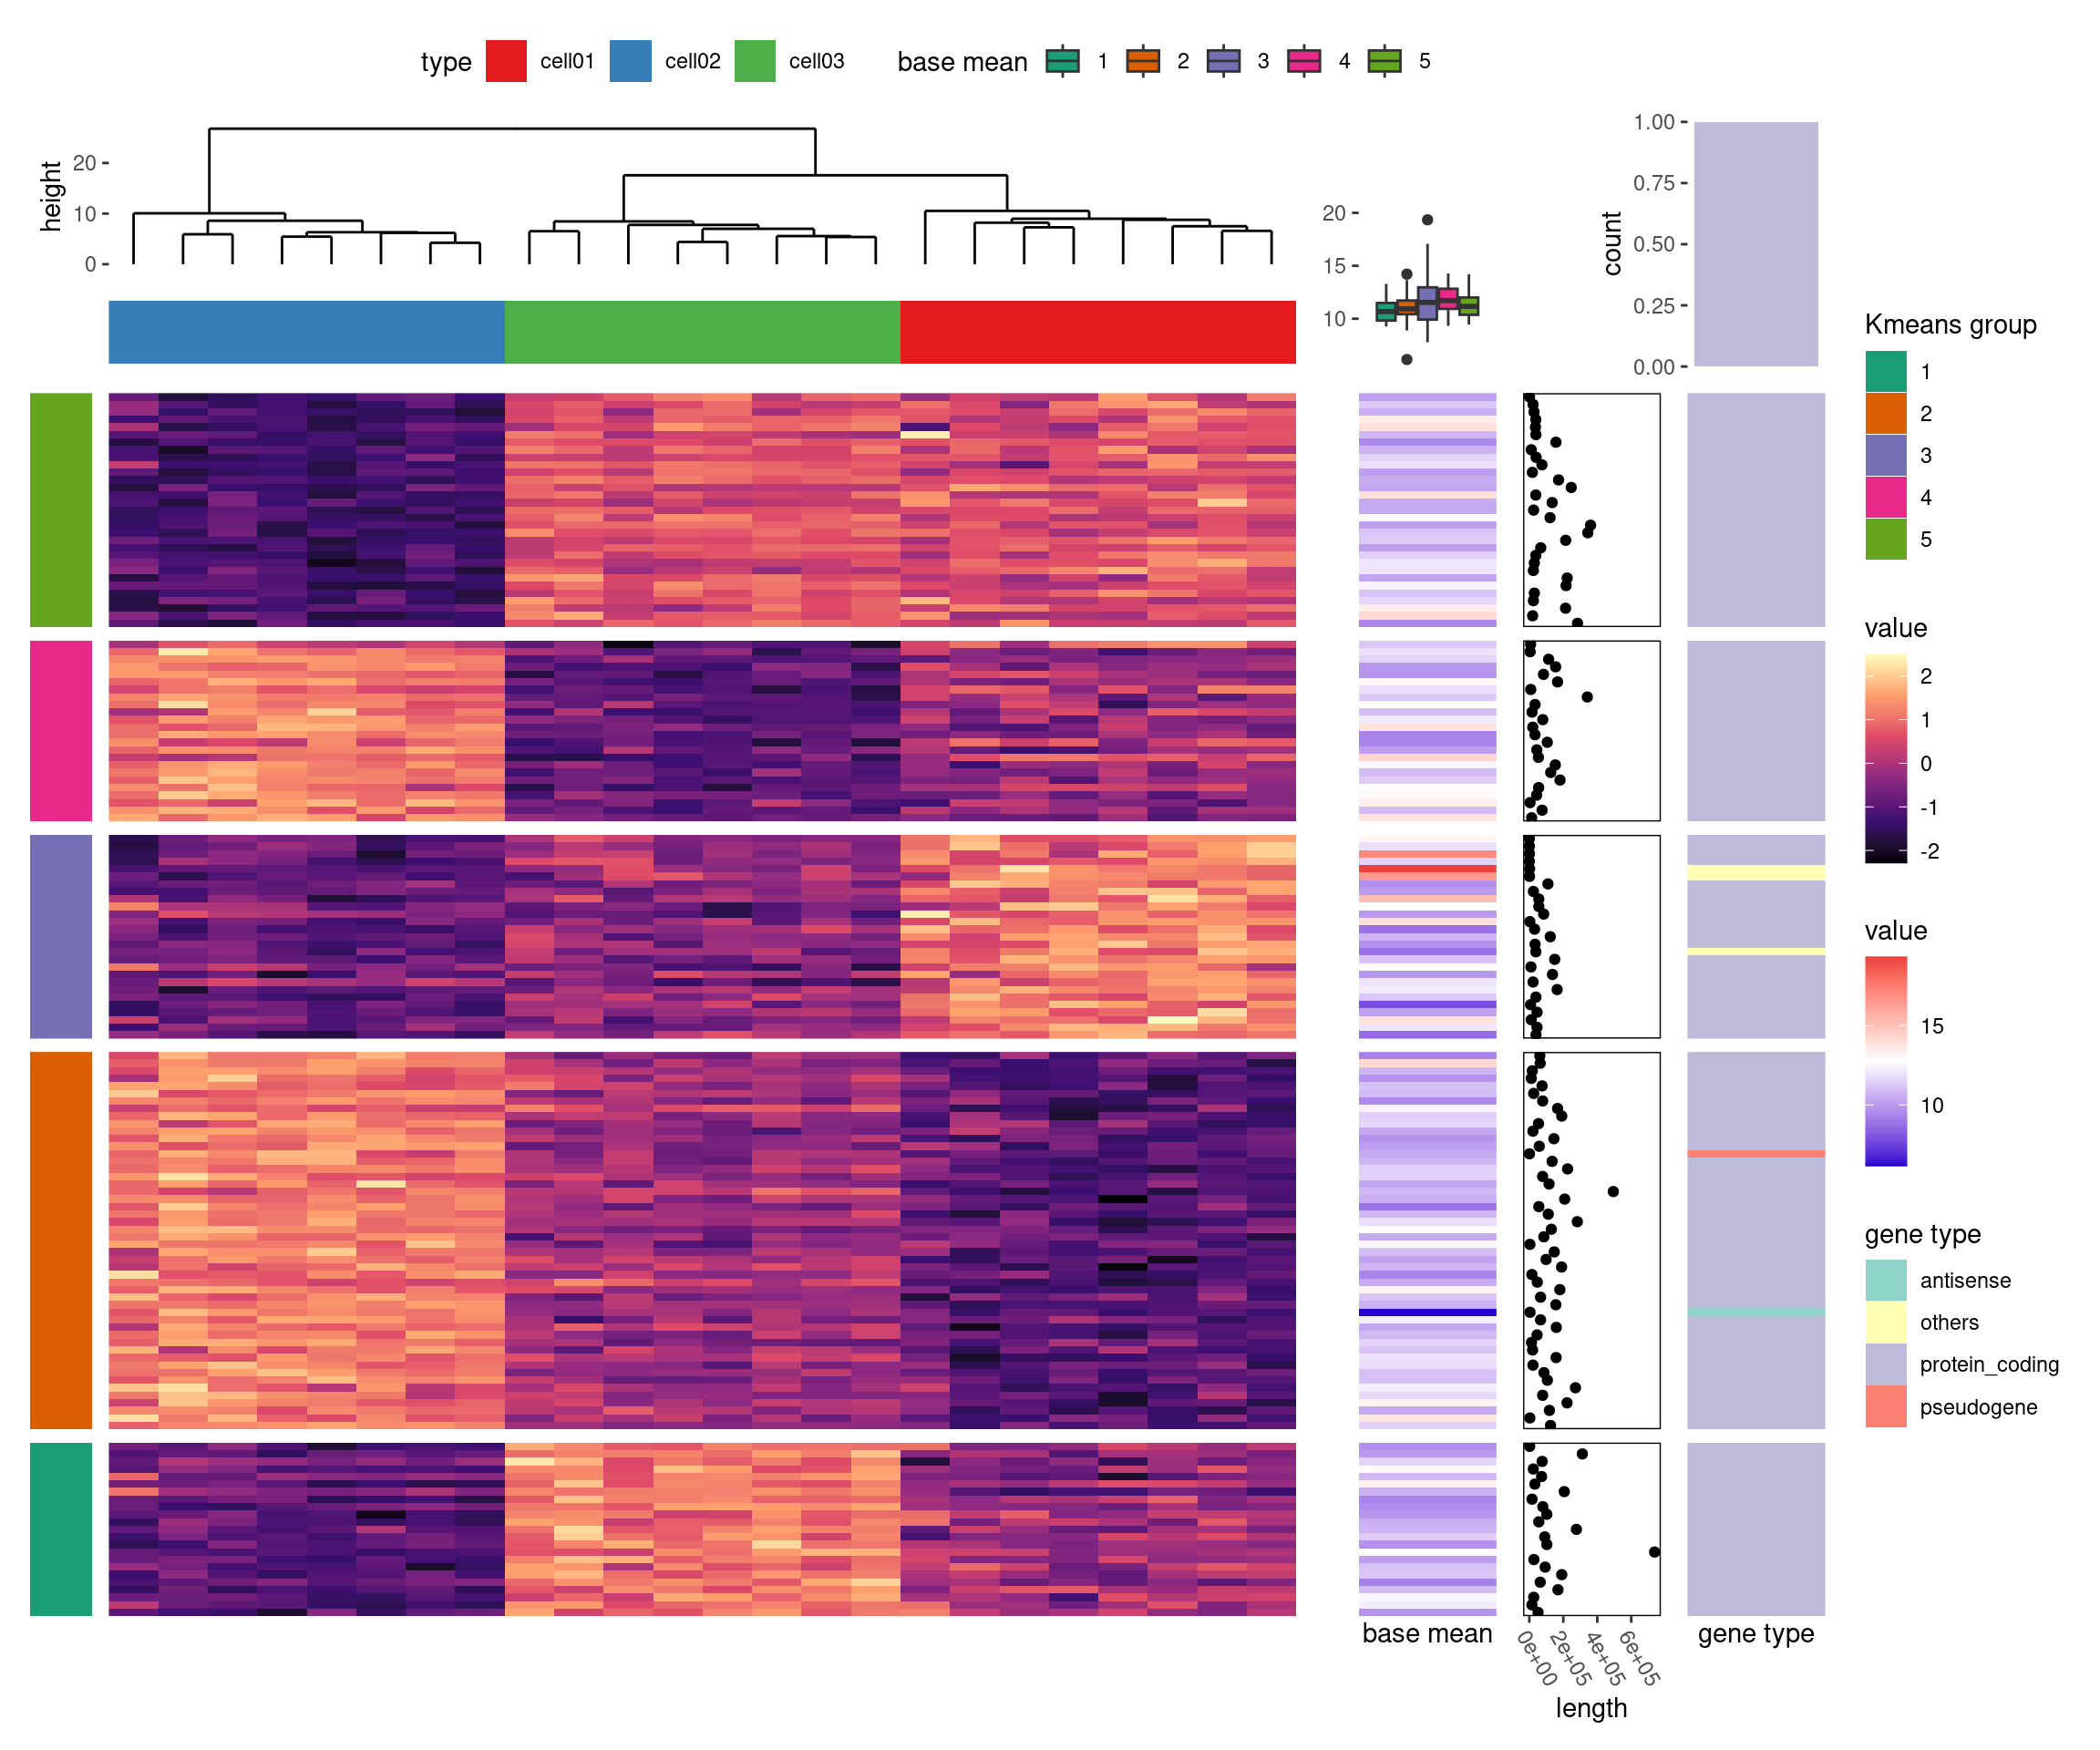 type cell01 cell02 cell03 base mean 1 2 3 4 5
height
20
10
0
20
15
10
count
1.00
0.75
0.50
0.25
0.00
Kmeans group
1
2
3
4
5
value
2
1
0
-1
-2
value
15
10
gene type
antisense
others
protein_coding
pseudogene
base mean
0e+00
2e+05
4e+05
6e+05
length
gene type